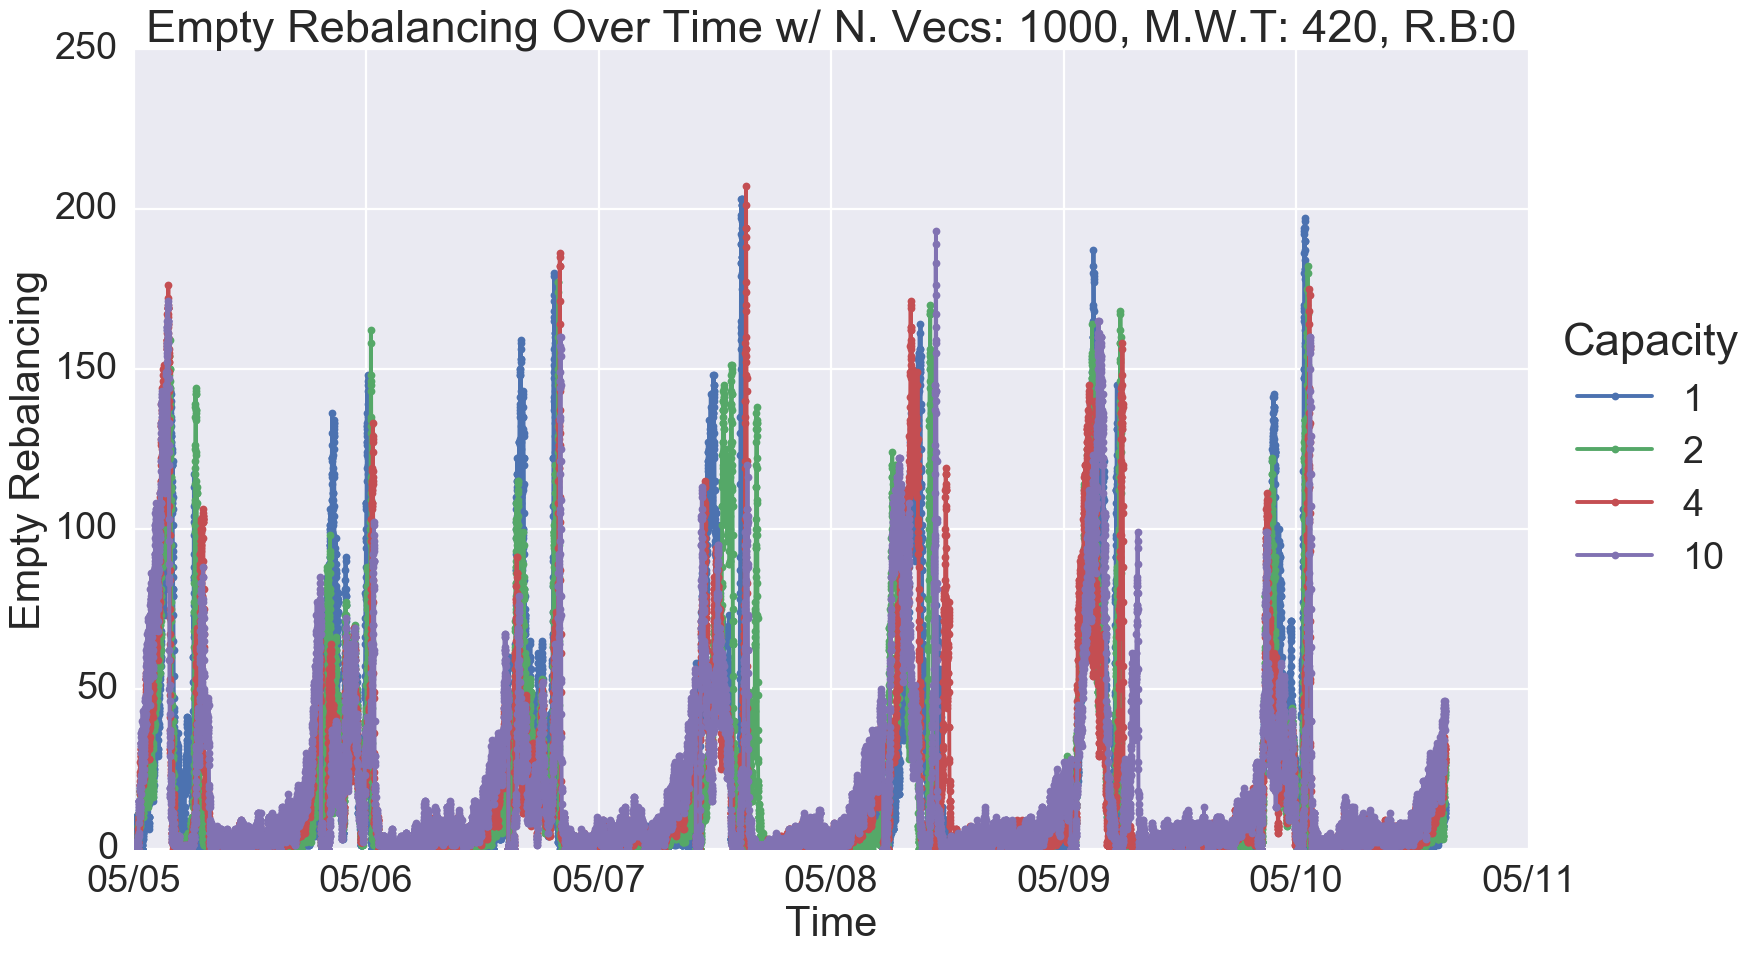 Empty Rebalancing Over Time w/ N. Vecs: 1000, M.W.T: 420, R.B:0
250
200
150
100
50
0
Empty Rebalancing
05/05 05/06 05/07 05/08 05/09 05/10 05/11
Time
Capacity
1
2
4
10